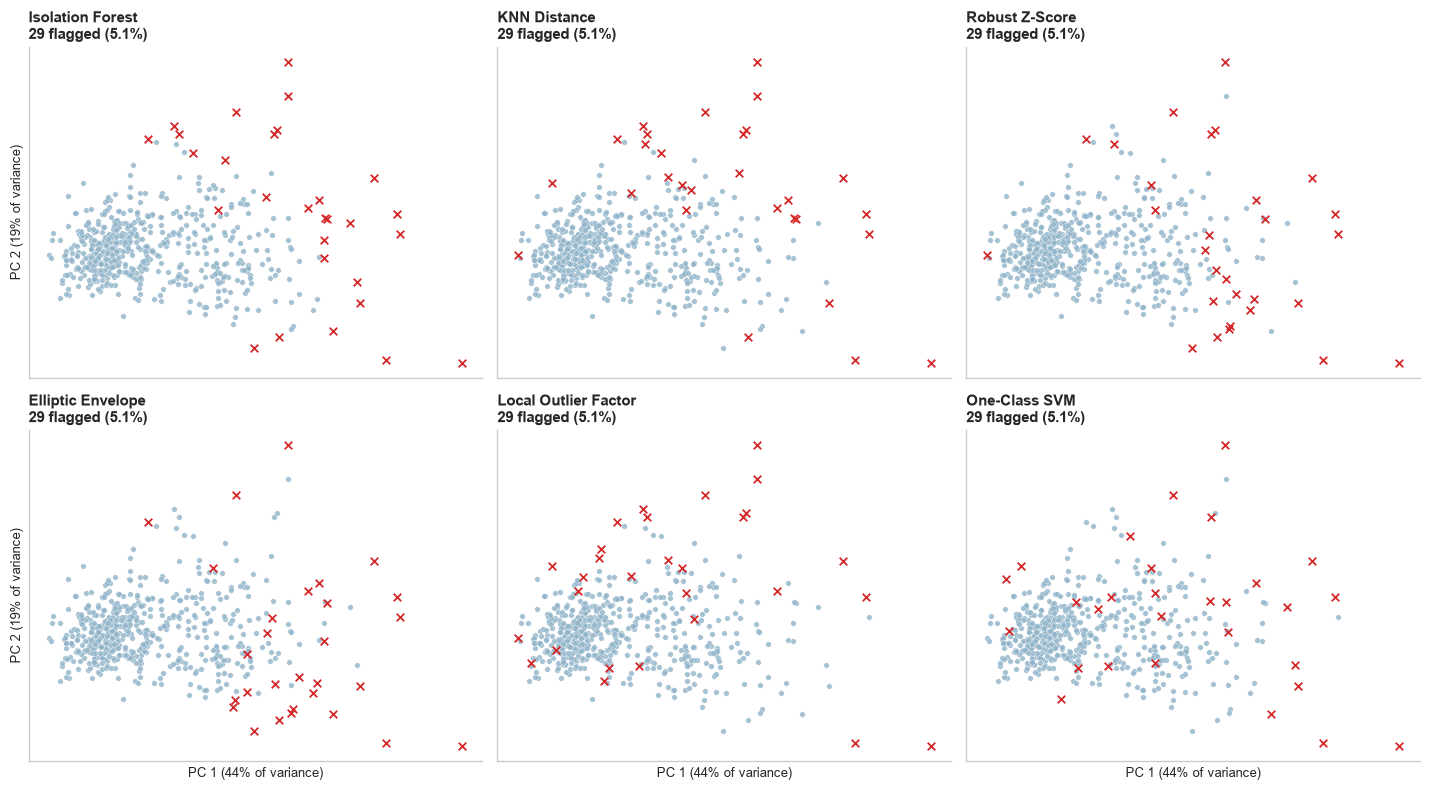 Isolation Forest
29 flagged (5.1%)
KNN Distance
29 flagged (5.1%)
Robust Z-Score
29 flagged (5.1%)
PC 2 (19% of variance)
Elliptic Envelope
29 flagged (5.1%)
Local Outlier Factor
29 flagged (5.1%)
One-Class SVM
29 flagged (5.1%)
PC 2 (19% of variance)
PC 1 (44% of variance)
PC 1 (44% of variance)
PC 1 (44% of variance)